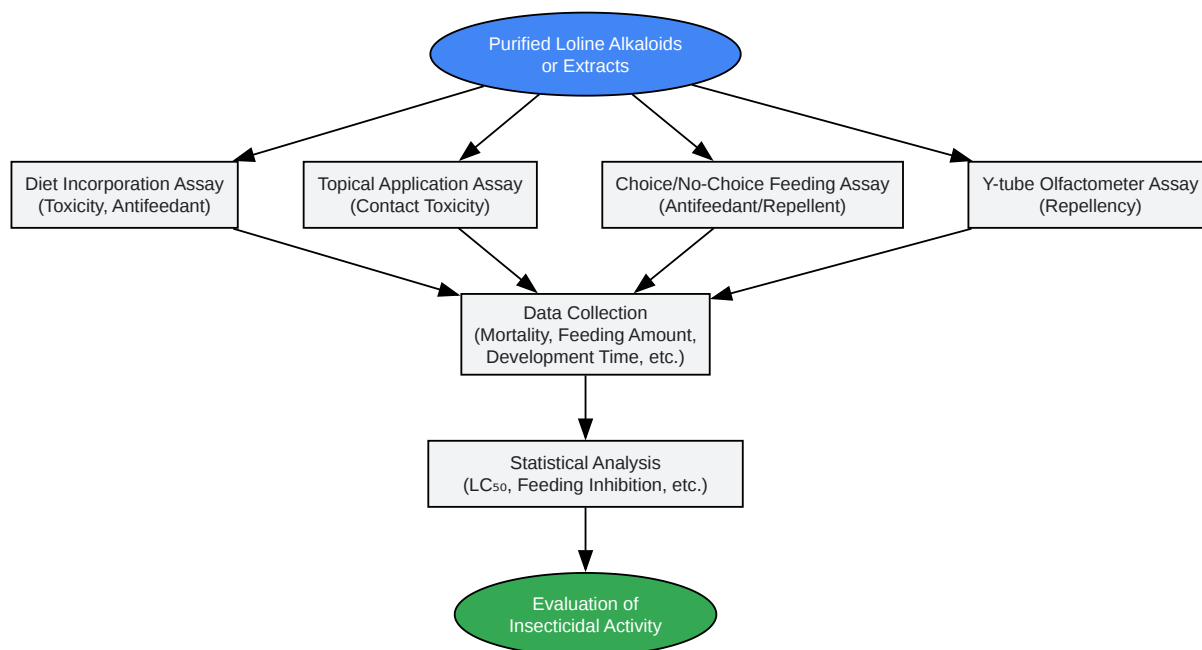 Purified Loline Alkaloids
or Extracts
Diet Incorporation Assay
(Toxicity, Antifeedant)
Topical Application Assay
(Contact Toxicity)
Choice/No-Choice Feeding Assay
(Antifeedant/Repellent)
Y-tube Olfactometer Assay
(Repellency)
Data Collection
(Mortality, Feeding Amount,
Development Time, etc.)
Statistical Analysis
(LC₅₀, Feeding Inhibition, etc.)
Evaluation of
Insecticidal Activity